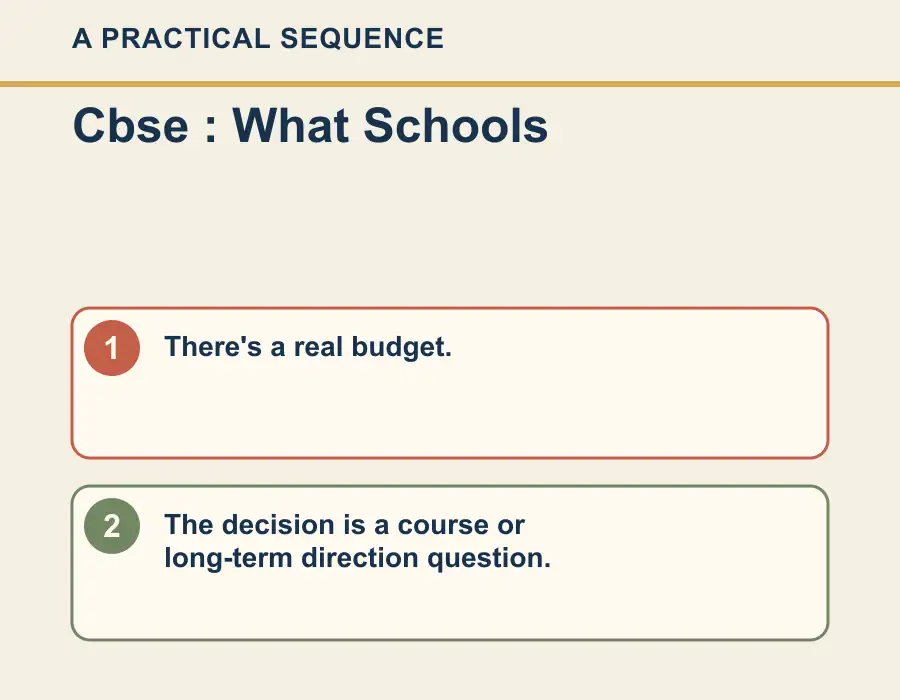 A PRACTICAL SEQUENCE
Cbse : What Schools
1
There's a real budget.
2
The decision is a course or
long-term direction question.